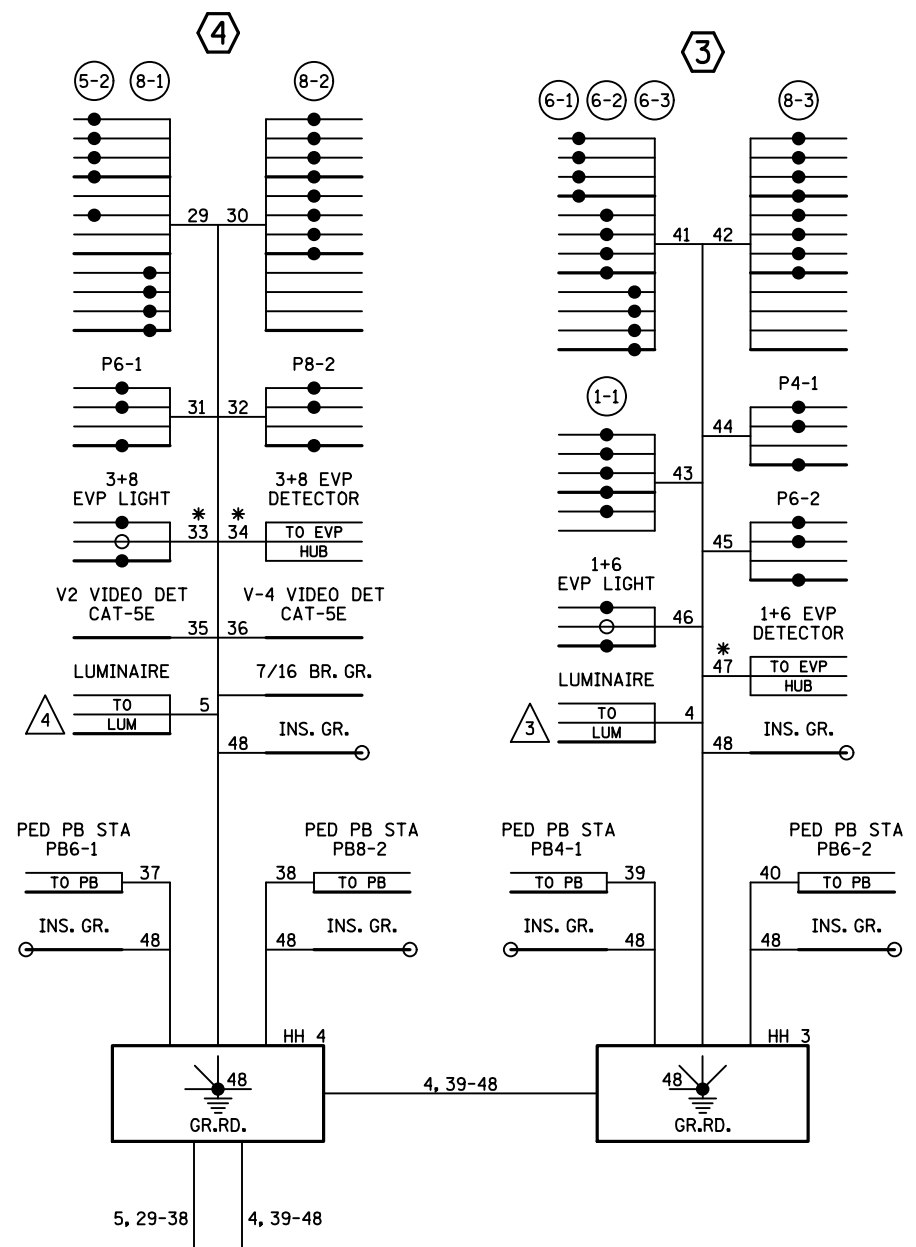 4
3
5-2 8-1 8-2
6-1 6-2 6-3 8-3
29 30
41 42
P6-1 P8-2
31 32
1-1
P4-1
44
43
3+8
EVP LIGHT
3+8 EVP
DETECTOR
* *
33 34
TO EVP
HUB
P6-2
45
V2 VIDEO DET
CAT-5E
V-4 VIDEO DET
CAT-5E
35 36
1+6
EVP LIGHT
46
1+6 EVP
DETECTOR
*
47
TO EVP
HUB
LUMINAIRE
7/16 BR. GR.
4
TO
LUM
5
48
INS. GR.
LUMINAIRE
3
TO
LUM
4
48
INS. GR.
PED PB STA
PB6-1
TO PB
37
PED PB STA
PB8-2
38
TO PB
PED PB STA
PB4-1
TO PB
39
PED PB STA
PB6-2
40
TO PB
INS. GR.
48
48
INS. GR.
INS. GR.
48
48
INS. GR.
HH 4
48
GR.RD.
4, 39-48
HH 3
48
GR.RD.
5, 29-38
4, 39-48